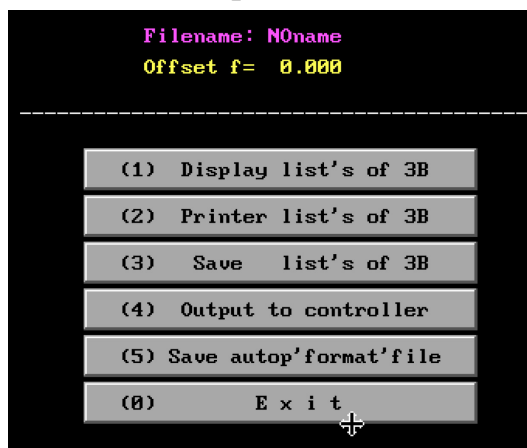 Filename: NOname
Offset f= 0.000
(1) Display list's of 3B
(2) Printer list's of 3B
(3) Save list's of 3B
(4) Output to controller
(5) Save autop'format'file
(0) E x i t